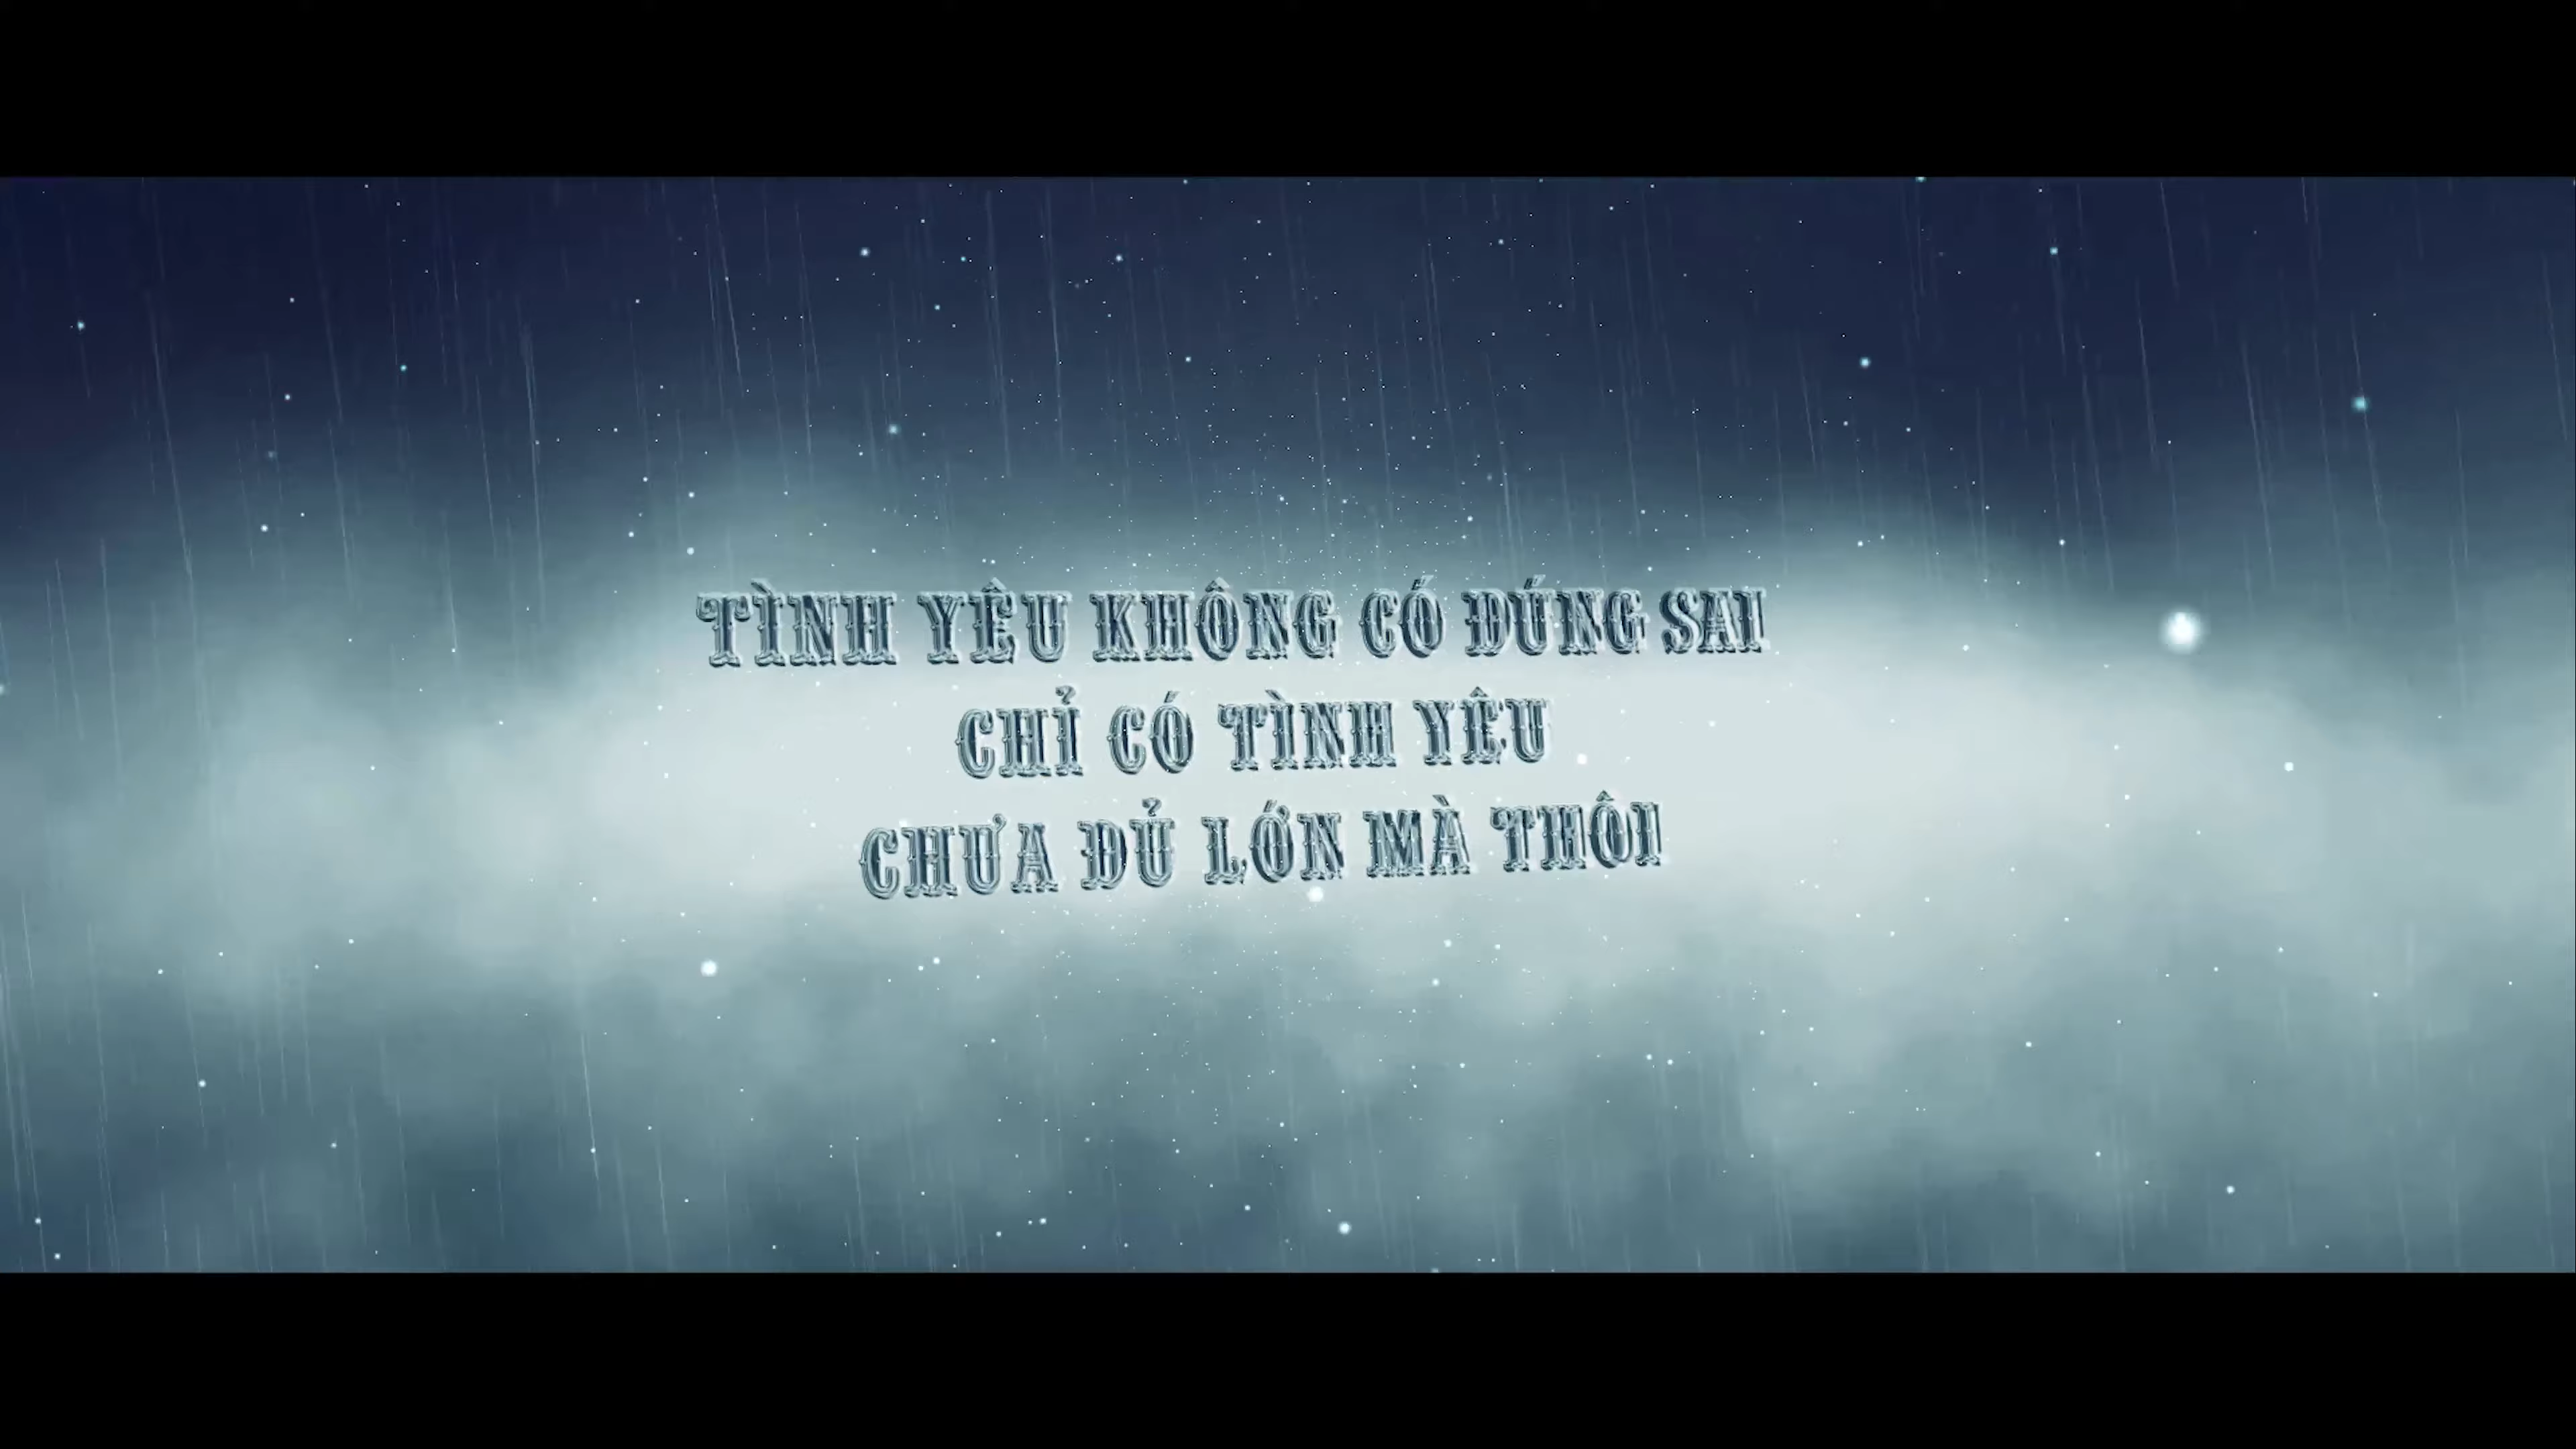 TÌNH YÊU KHÔNG CÓ ĐÚNG SAI
CHỈ CÓ TÌNH YÊU
CHƯA ĐỦ LỚN MÀ THÔI